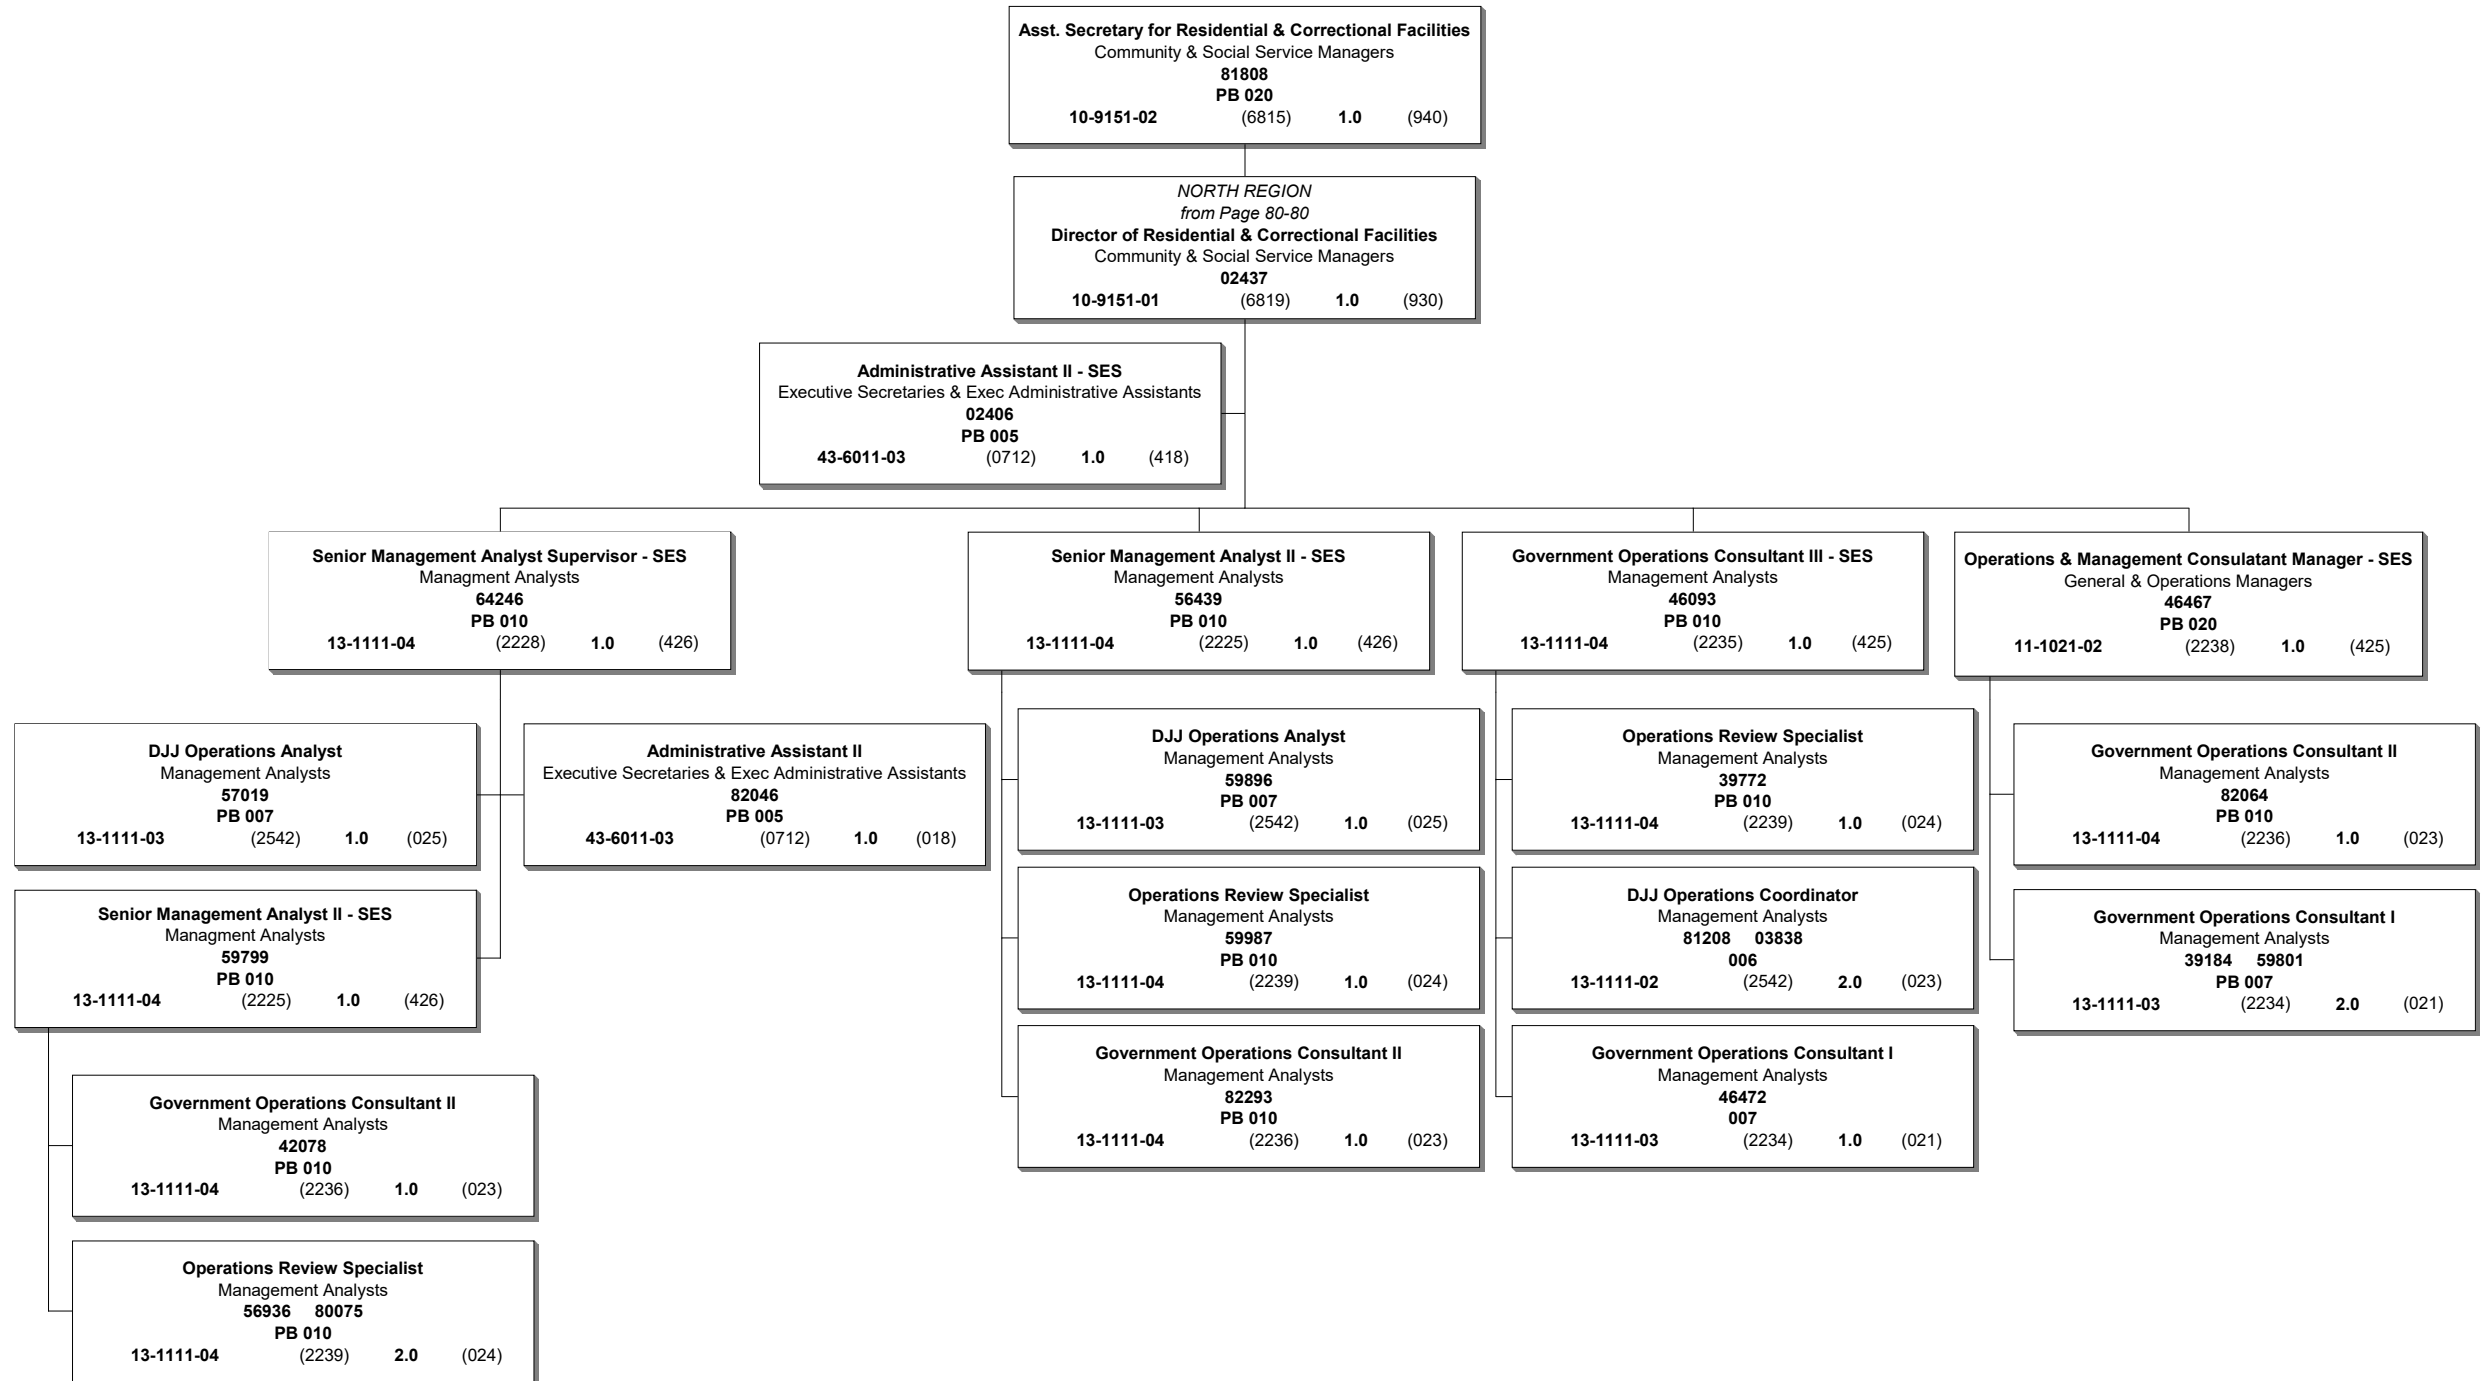 Asst. Secretary for Residential & Correctional Facilities
Community & Social Service Managers
81808
PB 020
10-9151-02 (6815) 1.0 (940)
NORTH REGION
from Page 80-80
Director of Residential & Correctional Facilities
Community & Social Service Managers
02437
10-9151-01 (6819) 1.0 (930)
Administrative Assistant II - SES
Executive Secretaries & Exec Administrative Assistants
02406
PB 005
43-6011-03 (0712) 1.0 (418)
Senior Management Analyst Supervisor - SES
Managment Analysts
64246
PB 010
13-1111-04 (2228) 1.0 (426)
Senior Management Analyst II - SES
Management Analysts
56439
PB 010
13-1111-04 (2225) 1.0 (426)
Government Operations Consultant III - SES
Management Analysts
46093
PB 010
13-1111-04 (2235) 1.0 (425)
Operations & Management Consulatant Manager - SES
General & Operations Managers
46467
PB 020
11-1021-02 (2238) 1.0 (425)
DJJ Operations Analyst
Management Analysts
57019
PB 007
13-1111-03 (2542) 1.0 (025)
Administrative Assistant II
Executive Secretaries & Exec Administrative Assistants
82046
PB 005
43-6011-03 (0712) 1.0 (018)
DJJ Operations Analyst
Management Analysts
59896
PB 007
13-1111-03 (2542) 1.0 (025)
Operations Review Specialist
Management Analysts
39772
PB 010
13-1111-04 (2239) 1.0 (024)
Government Operations Consultant II
Management Analysts
82064
PB 010
13-1111-04 (2236) 1.0 (023)
Senior Management Analyst II - SES
Managment Analysts
59799
PB 010
13-1111-04 (2225) 1.0 (426)
Operations Review Specialist
Management Analysts
59987
PB 010
13-1111-04 (2239) 1.0 (024)
DJJ Operations Coordinator
Management Analysts
81208 03838
006
13-1111-02 (2542) 2.0 (023)
Government Operations Consultant I
Management Analysts
39184 59801
PB 007
13-1111-03 (2234) 2.0 (021)
Government Operations Consultant II
Management Analysts
82293
PB 010
13-1111-04 (2236) 1.0 (023)
Government Operations Consultant I
Management Analysts
46472
007
13-1111-03 (2234) 1.0 (021)
Government Operations Consultant II
Management Analysts
42078
PB 010
13-1111-04 (2236) 1.0 (023)
Operations Review Specialist
Management Analysts
56936 80075
PB 010
13-1111-04 (2239) 2.0 (024)